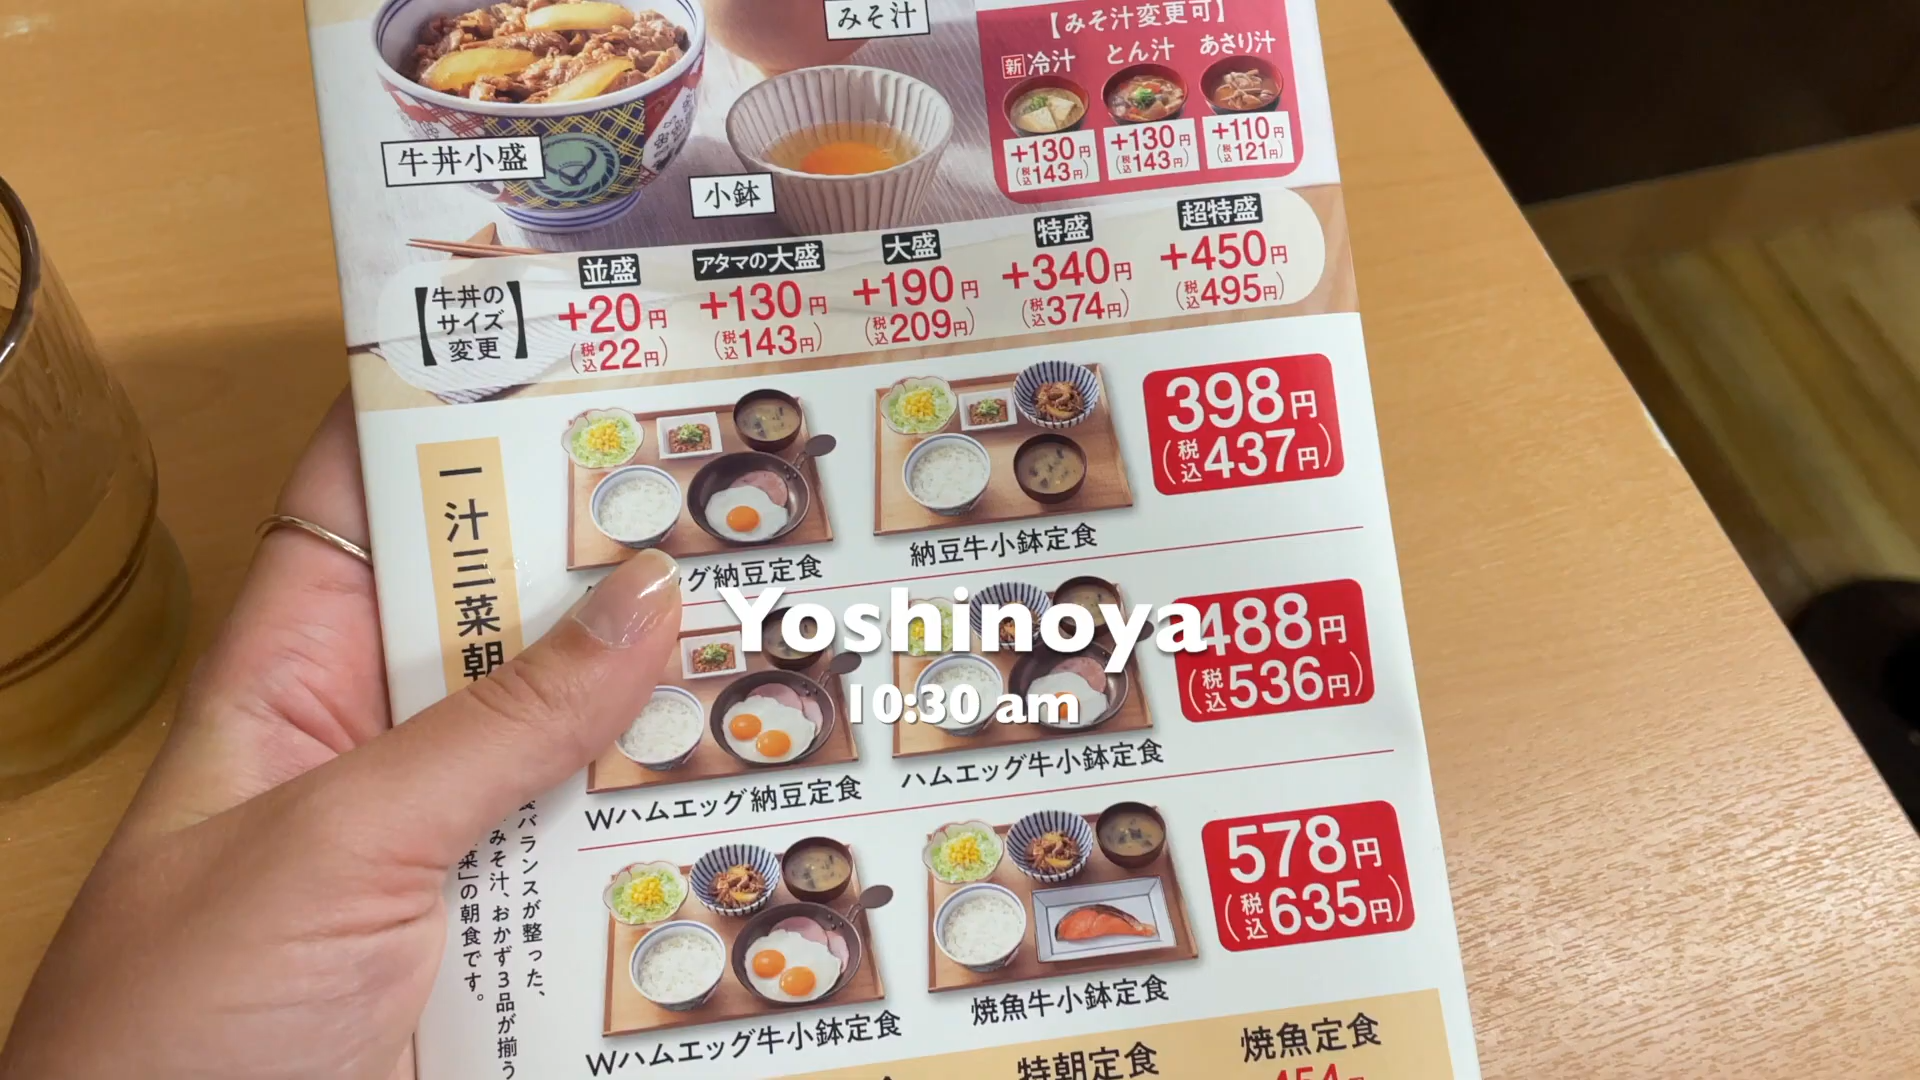 みそ汁
【みそ汁変更可】
新 冷汁 とん汁 あさり汁
+130円 +130円 +110円
(税込143円) (税込143円) (税込121円)
牛丼小盛
小鉢
【牛丼のサイズ変更】
並盛 アタマの大盛 大盛 特盛 超特盛
+20円 +130円 +190円 +340円 +450円
(税込22円) (税込143円) (税込209円) (税込374円) (税込495円)
一汁三菜朝
バランスが整った、
みそ汁、おかず3品が揃う
菜」の朝食です。
398円
(税込437円)
グ納豆定食
納豆牛小鉢定食
Yoshinoya
10:30 am
488円
(税込536円)
Wハムエッグ納豆定食
ハムエッグ牛小鉢定食
578円
(税込635円)
Wハムエッグ牛小鉢定食
焼魚牛小鉢定食
特朝定食
焼魚定食